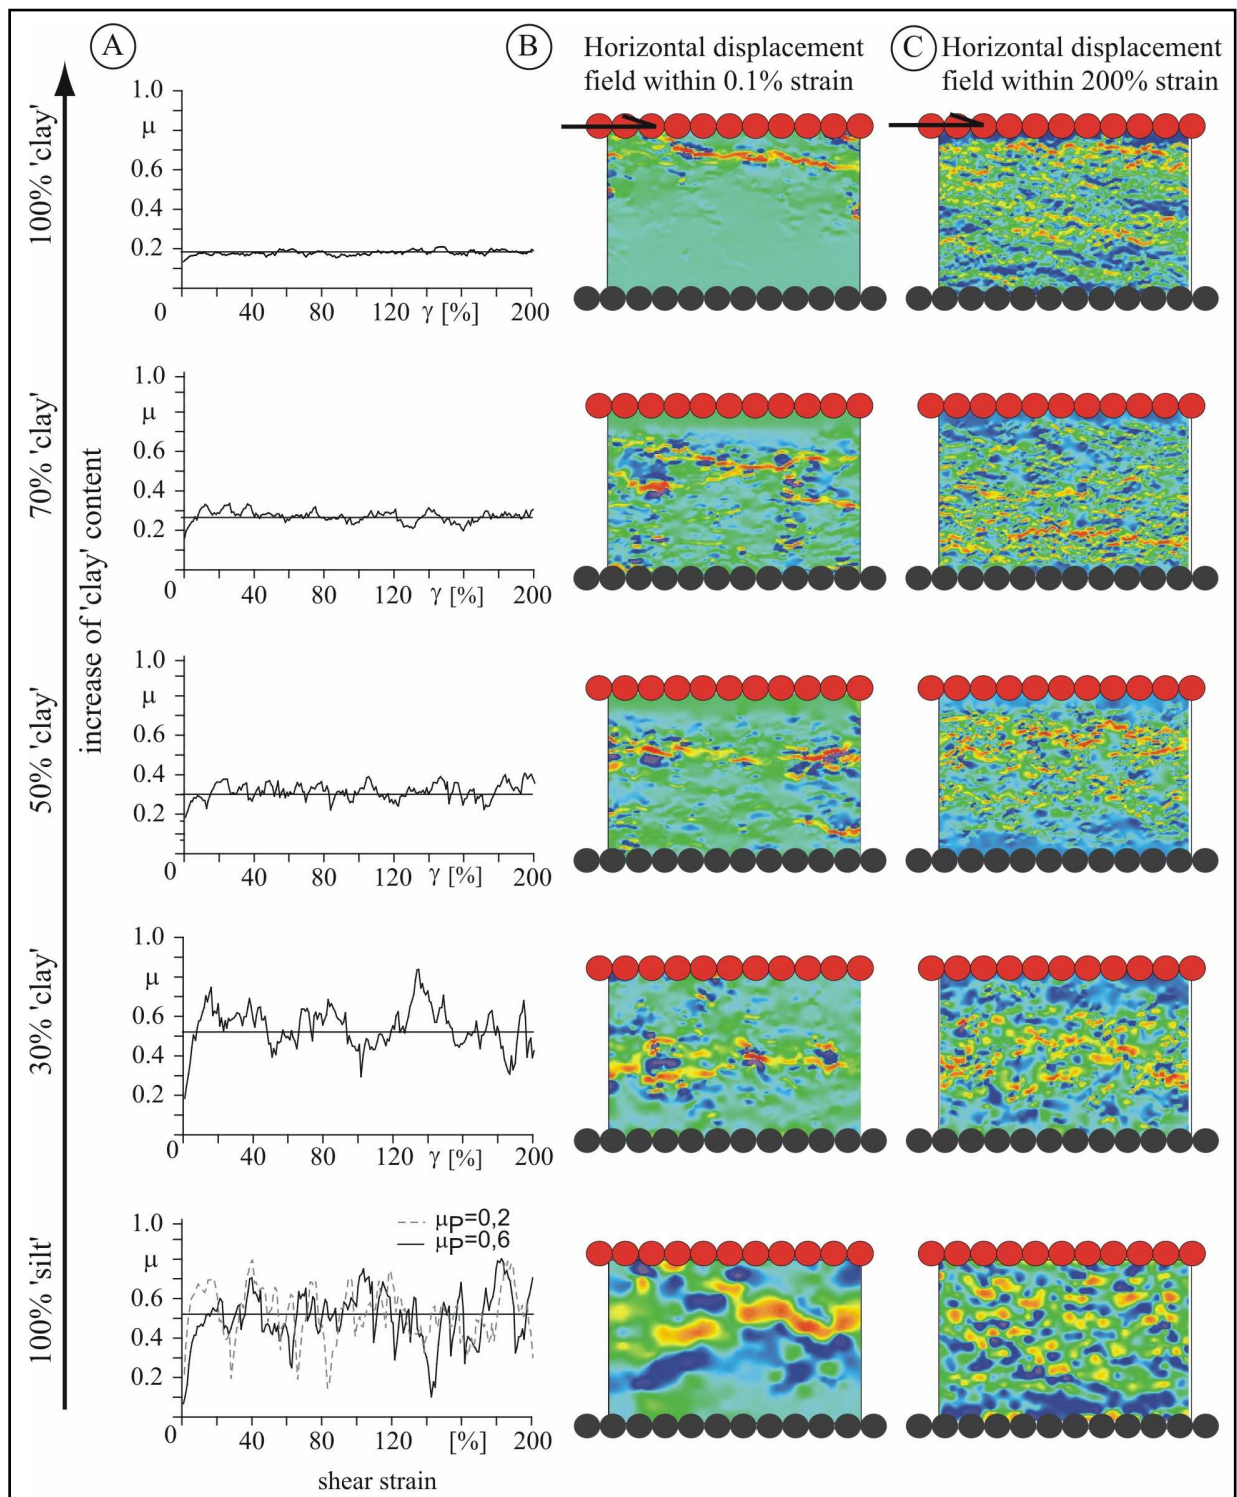 A
B
Horizontal displacement
field within 0.1% strain
C
Horizontal displacement
field within 200% strain
increase of 'clay' content
100% 'clay'
1.0
μ
0.6
0.4
0.2
0
40
80
120
γ [%]
200
70% 'clay'
1.0
μ
0.6
0.4
0.2
0
40
80
120
γ [%]
200
50% 'clay'
1.0
μ
0.6
0.4
0.2
0
40
80
120
γ [%]
200
30% 'clay'
1.0
μ
0.6
0.4
0.2
0
40
80
120
γ [%]
200
100% 'silt'
1.0
μ
0.6
0.4
0.2
μP=0,2
μP=0,6
0
40
80
120
[%]
200
shear strain